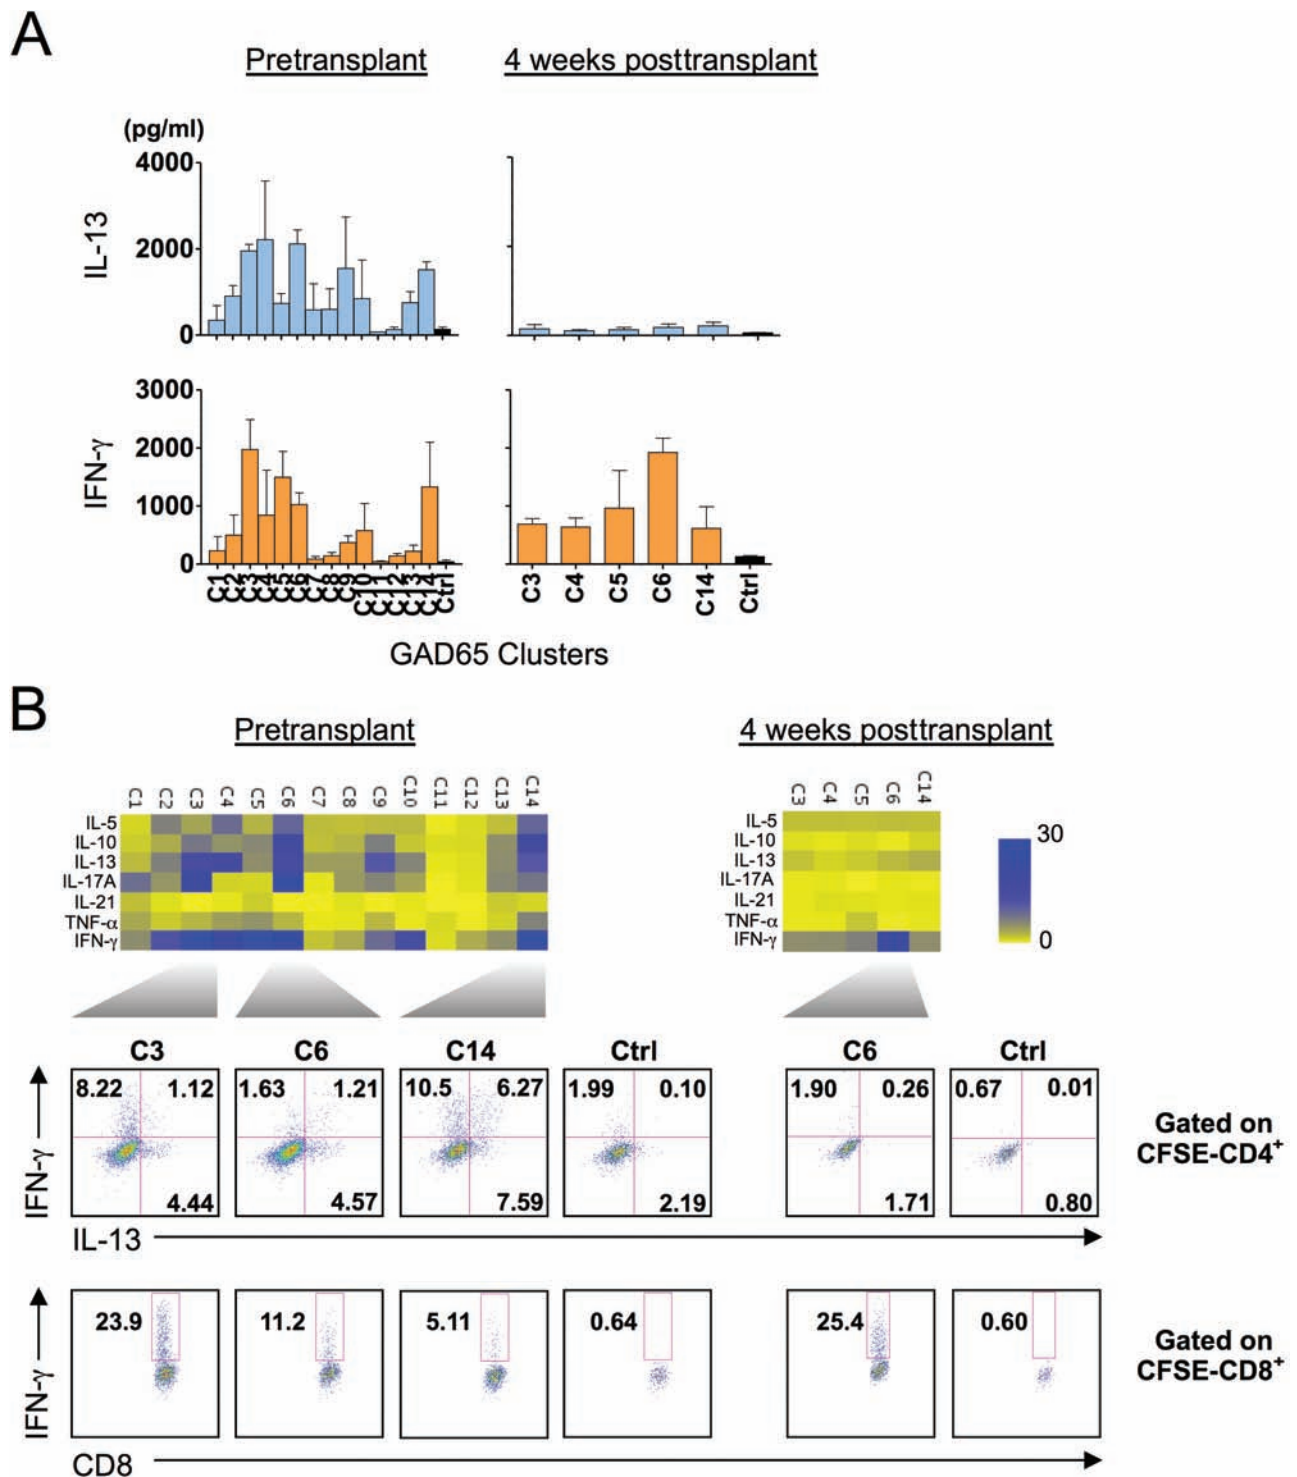 A
Pretransplant
4 weeks posttransplant
(pg/ml)
4000
2000
0
IL-13
3000
2000
1000
0
IFN-γ
C1 C2 C3 C4 C5 C6 C7 C8 C9 C10 C11 C12 C13 C14 Ctrl
C3 C4 C5 C6 C14 Ctrl
GAD65 Clusters
B
Pretransplant
4 weeks posttransplant
C1 C2 C3 C4 C5 C6 C7 C8 C9 C10 C11 C12 C13 C14
IL-5
IL-10
IL-13
IL-17A
IL-21
TNF-α
IFN-γ
C3 C4 C5 C6 C14
IL-5
IL-10
IL-13
IL-17A
IL-21
TNF-α
IFN-γ
30
0
C3 C6 C14 Ctrl C6 Ctrl
8.22 1.12 1.63 1.21 10.5 6.27 1.99 0.10 1.90 0.26 0.67 0.01
4.44 4.57 7.59 2.19 1.71 0.80
IFN-γ
IL-13
Gated on
CFSE-CD4⁺
23.9 11.2 5.11 0.64 25.4 0.60
IFN-γ
CD8
Gated on
CFSE-CD8⁺